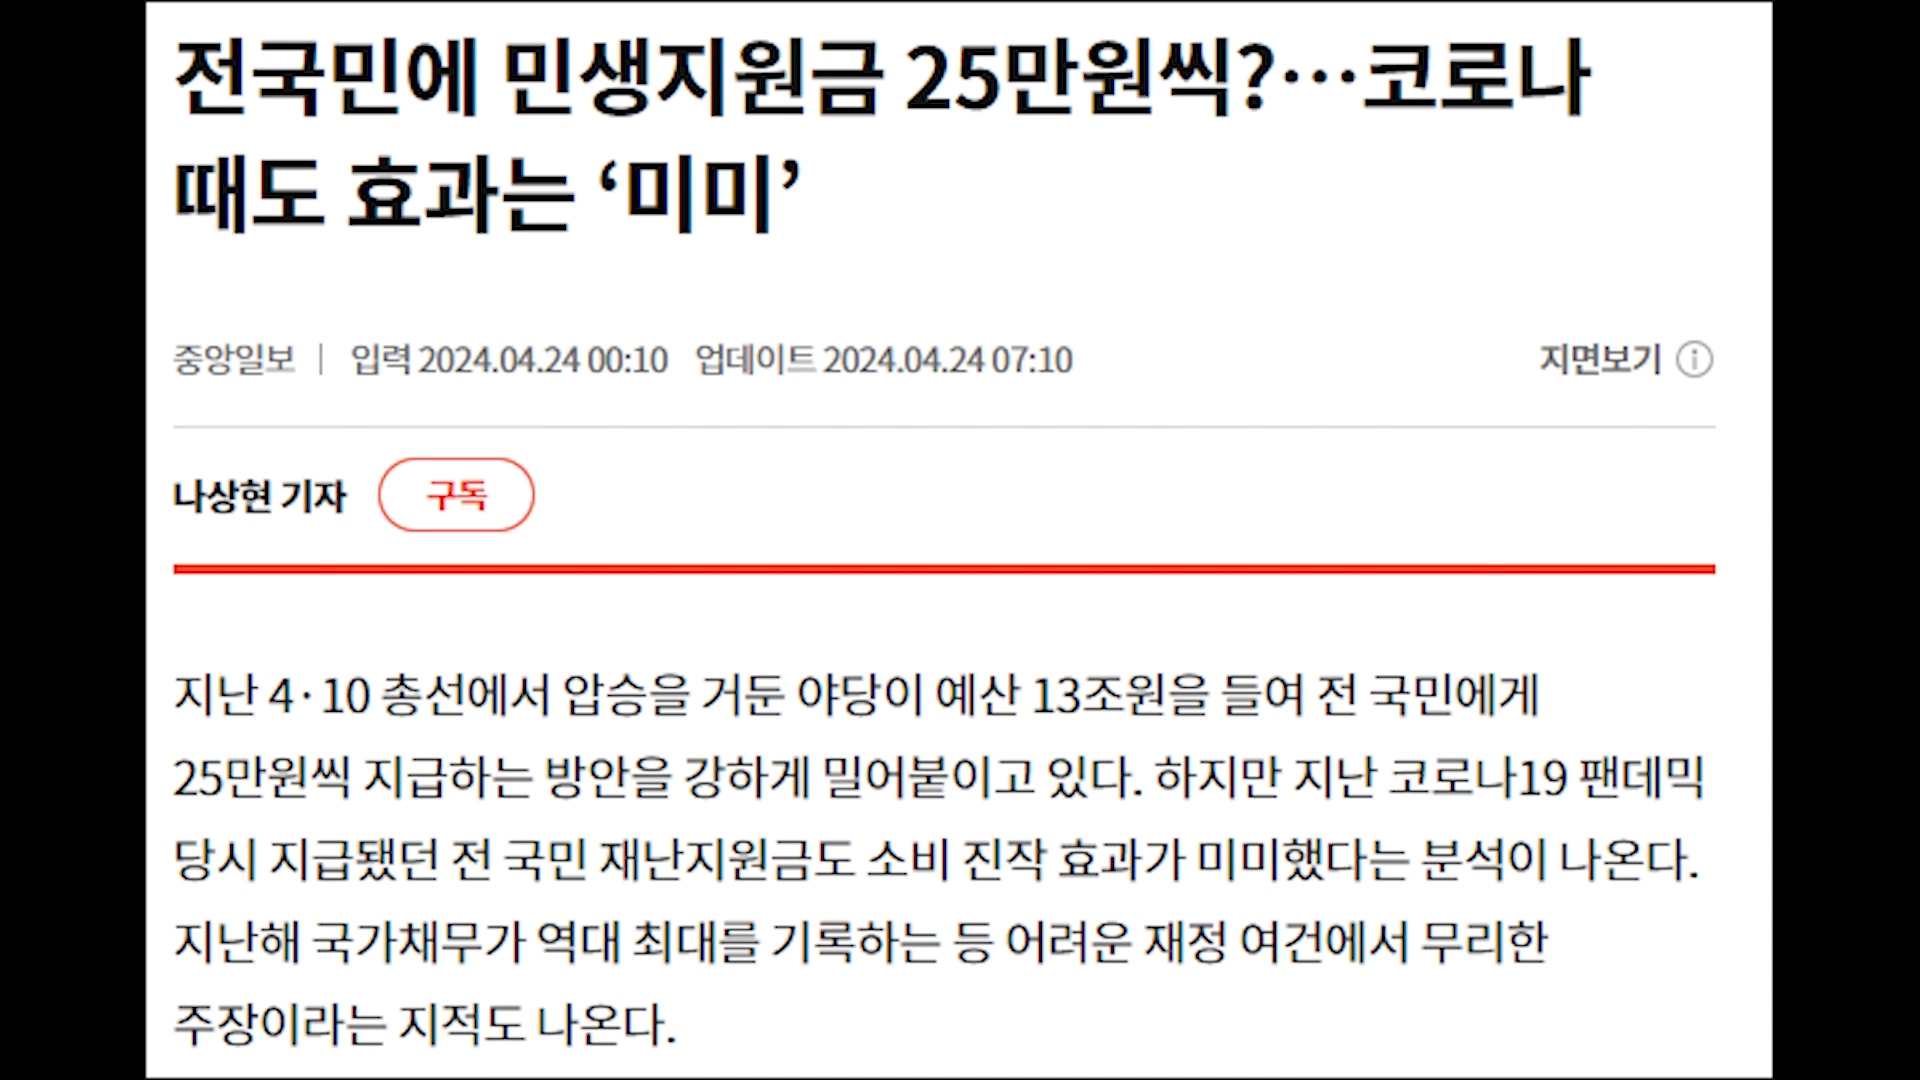 전국민에 민생지원금 25만원씩?…코로나
때도 효과는 ‘미미’
중앙일보 | 입력 2024.04.24 00:10 업데이트 2024.04.24 07:10 지면보기
나상현 기자 구독
지난 4·10 총선에서 압승을 거둔 야당이 예산 13조원을 들여 전 국민에게
25만원씩 지급하는 방안을 강하게 밀어붙이고 있다. 하지만 지난 코로나19 팬데믹
당시 지급됐던 전 국민 재난지원금도 소비 진작 효과가 미미했다는 분석이 나온다.
지난해 국가채무가 역대 최대를 기록하는 등 어려운 재정 여건에서 무리한
주장이라는 지적도 나온다.